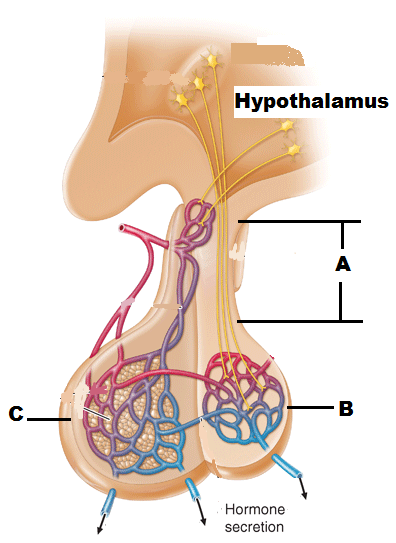 Hypothalamus
A
C
B
Hormone
secretion